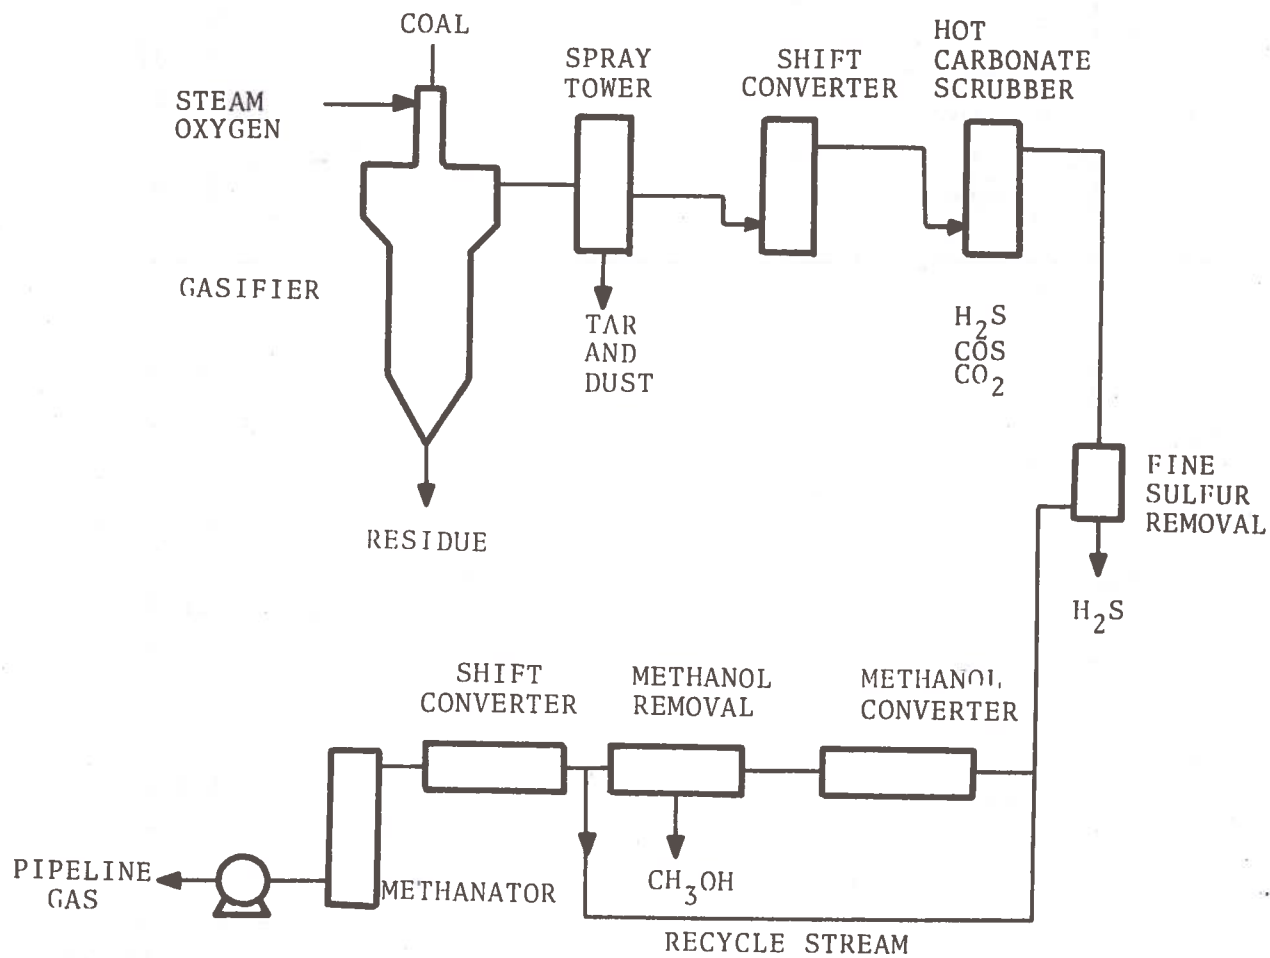 COAL
STEAM
OXYGEN
SPRAY
TOWER
SHIFT
CONVERTER
HOT
CARBONATE
SCRUBBER
GASIFIER
TAR
AND
DUST
H₂S
COS
CO₂
RESIDUE
FINE
SULFUR
REMOVAL
H₂S
SHIFT
CONVERTER
METHANOL
REMOVAL
METHANOL
CONVERTER
PIPELINE
GAS
METHANATOR
CH₃OH
RECYCLE STREAM